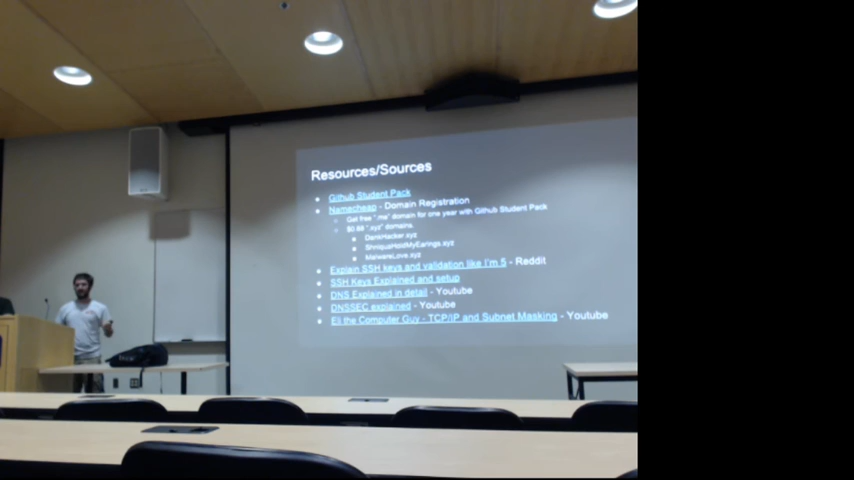 Resources/Sources
Github Student Pack
Namecheap - Domain Registration
Get free ".me" domain for one year with Github Student Pack
$0.88 ".xyz" domains.
DamnHacker.xyz
ShniquaHoldMyEarings.xyz
MalwareLove.xyz
Explain SSH keys and validation like I'm 5 - Reddit
SSH Keys Explained and setup
DNS Explained in detail - Youtube
DNSSEC explained - Youtube
Eli the Computer Guy - TCP/IP and Subnet Masking - Youtube